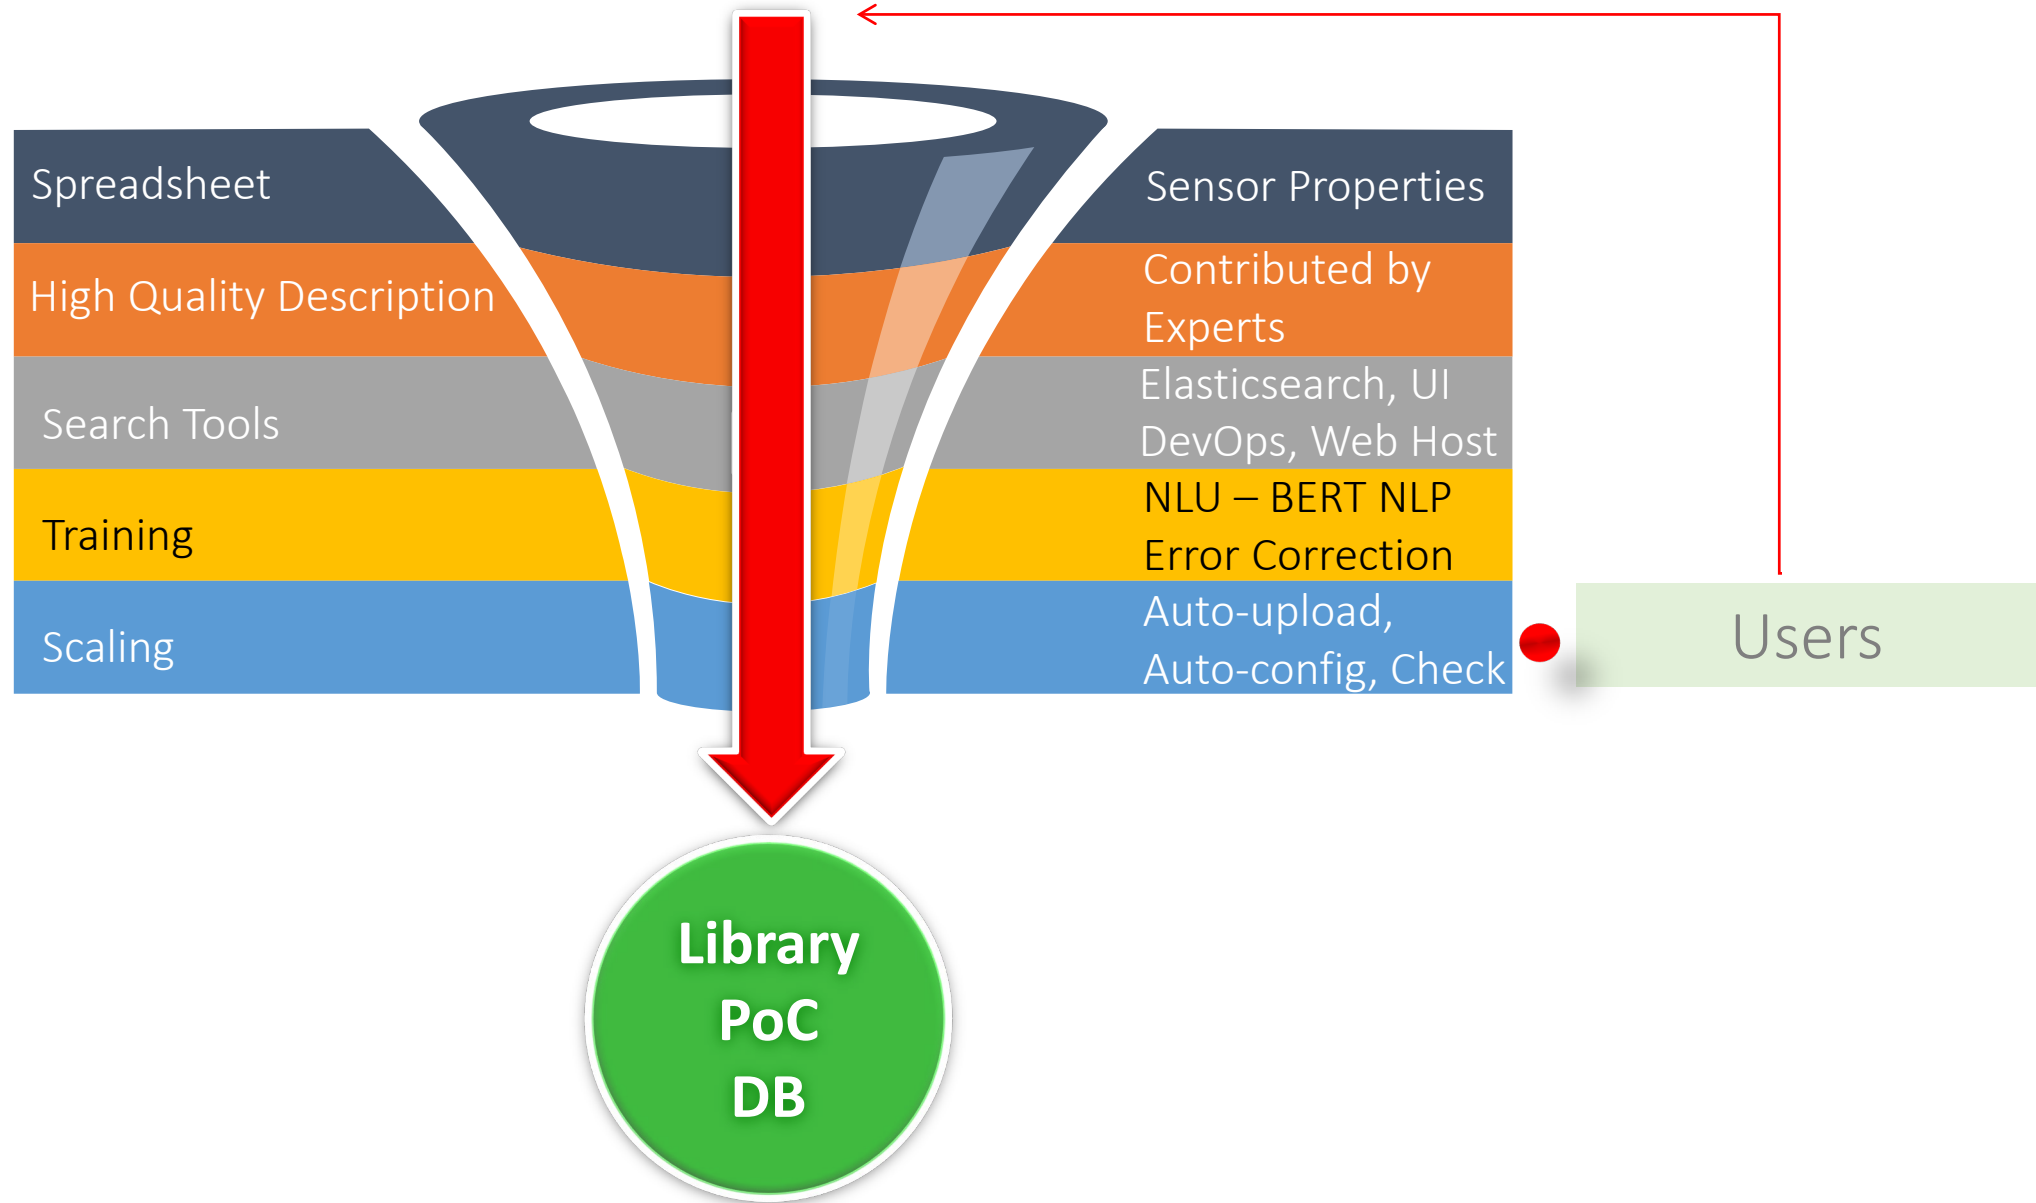 Spreadsheet
Sensor Properties
High Quality Description
Contributed by
Experts
Search Tools
Elasticsearch, UI
DevOps, Web Host
Training
NLU – BERT NLP
Error Correction
Scaling
Auto-upload,
Auto-config, Check
Users
Library
PoC
DB